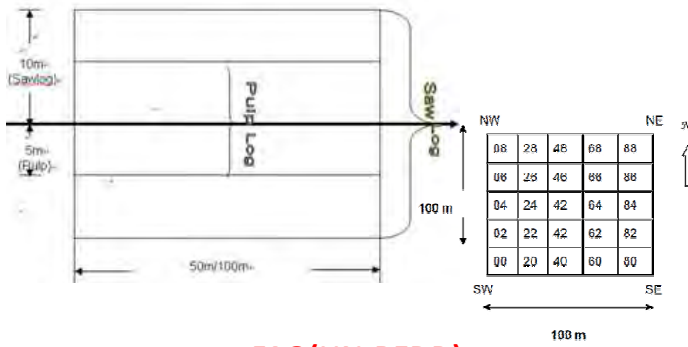 10m
(Sawlog)
5m
(Pulp)
Pulp Log
Saw Log
50m/100m
NW
NE
08 28 48 68 88
06 26 46 66 86
04 24 42 64 84
02 22 42 62 82
00 20 40 60 80
100 m
SW
SE
100 m